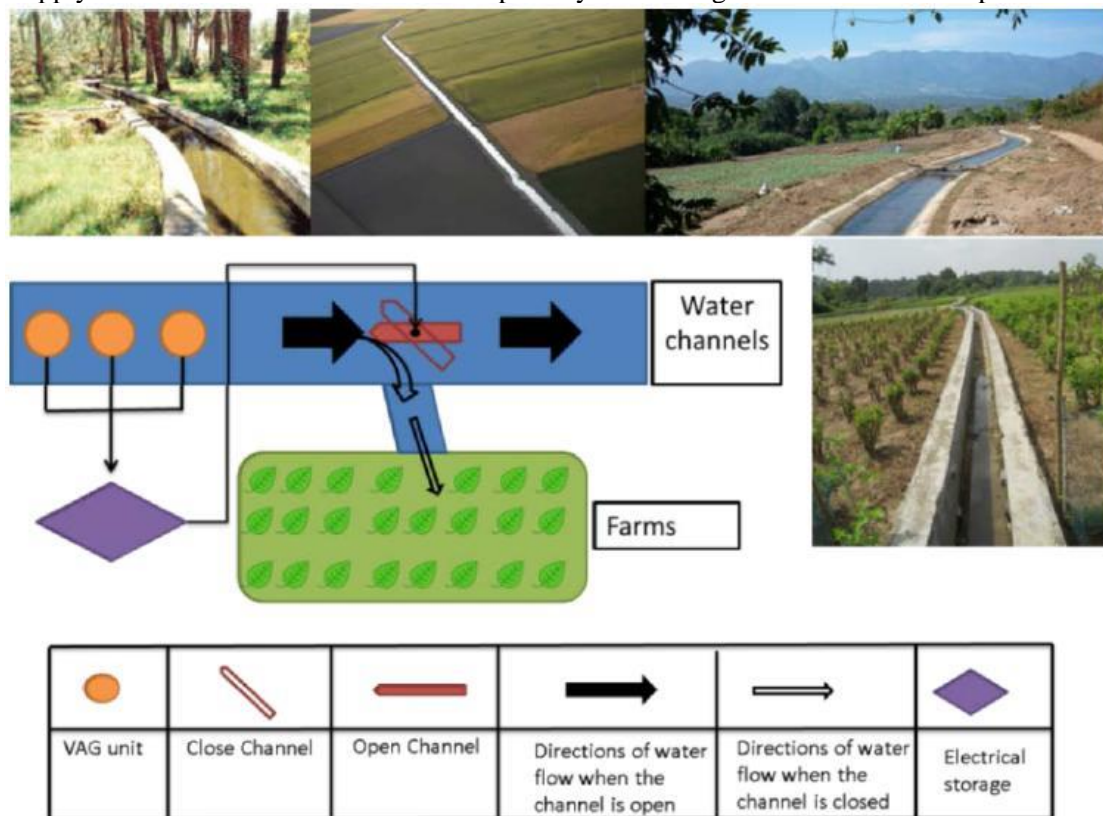 Water
channels
Farms
VAG unit
Close Channel
Open Channel
Directions of water
flow when the
channel is open
Directions of water
flow when the
channel is closed
Electrical
storage